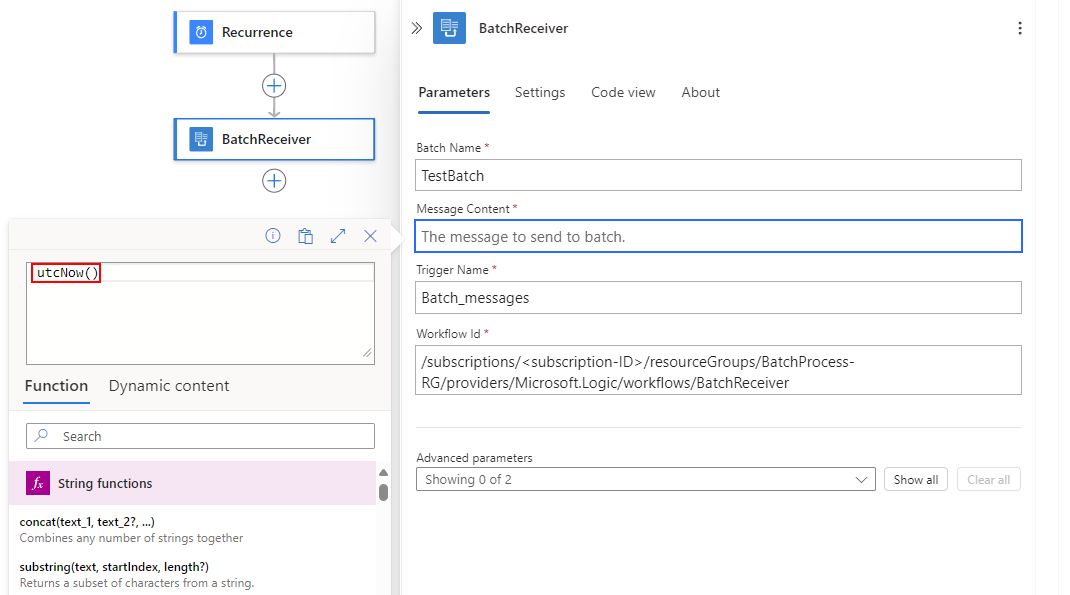 Recurrence
BatchReceiver
utcNow()
Function
Dynamic content
Search
fx
String functions
concat(text_1, text_2?, ...)
Combines any number of strings together
substring(text, startIndex, length?)
Returns a subset of characters from a string.
BatchReceiver
Parameters
Settings
Code view
About
Batch Name *
TestBatch
Message Content *
The message to send to batch.
Trigger Name *
Batch_messages
Workflow Id *
/subscriptions/<subscription-ID>/resourceGroups/BatchProcess-
RG/providers/Microsoft.Logic/workflows/BatchReceiver
Advanced parameters
Showing 0 of 2
Show all
Clear all